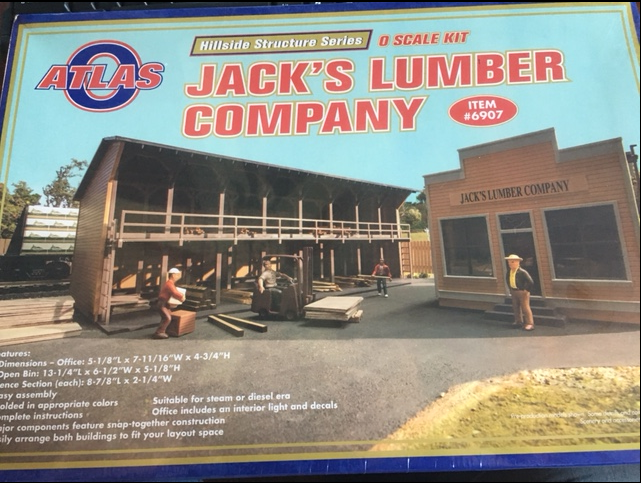 Hillside Structure Series
O SCALE KIT
ATLAS
O
JACK'S LUMBER
COMPANY
ITEM
#6907
JACK'S LUMBER COMPANY
eatures:
Dimensions – Office: 5-1/8"L x 7-11/16"W x 4-3/4"H
Open Bin: 13-1/4"L x 6-1/2"W x 5-1/8"H
ence Section (each): 8-7/8"L x 2-1/4"W
asy assembly
olded in appropriate colors
Suitable for steam or diesel era
mplete instructions
Office includes an interior light and decals
ajor components feature snap-together construction
sily arrange both buildings to fit your layout space